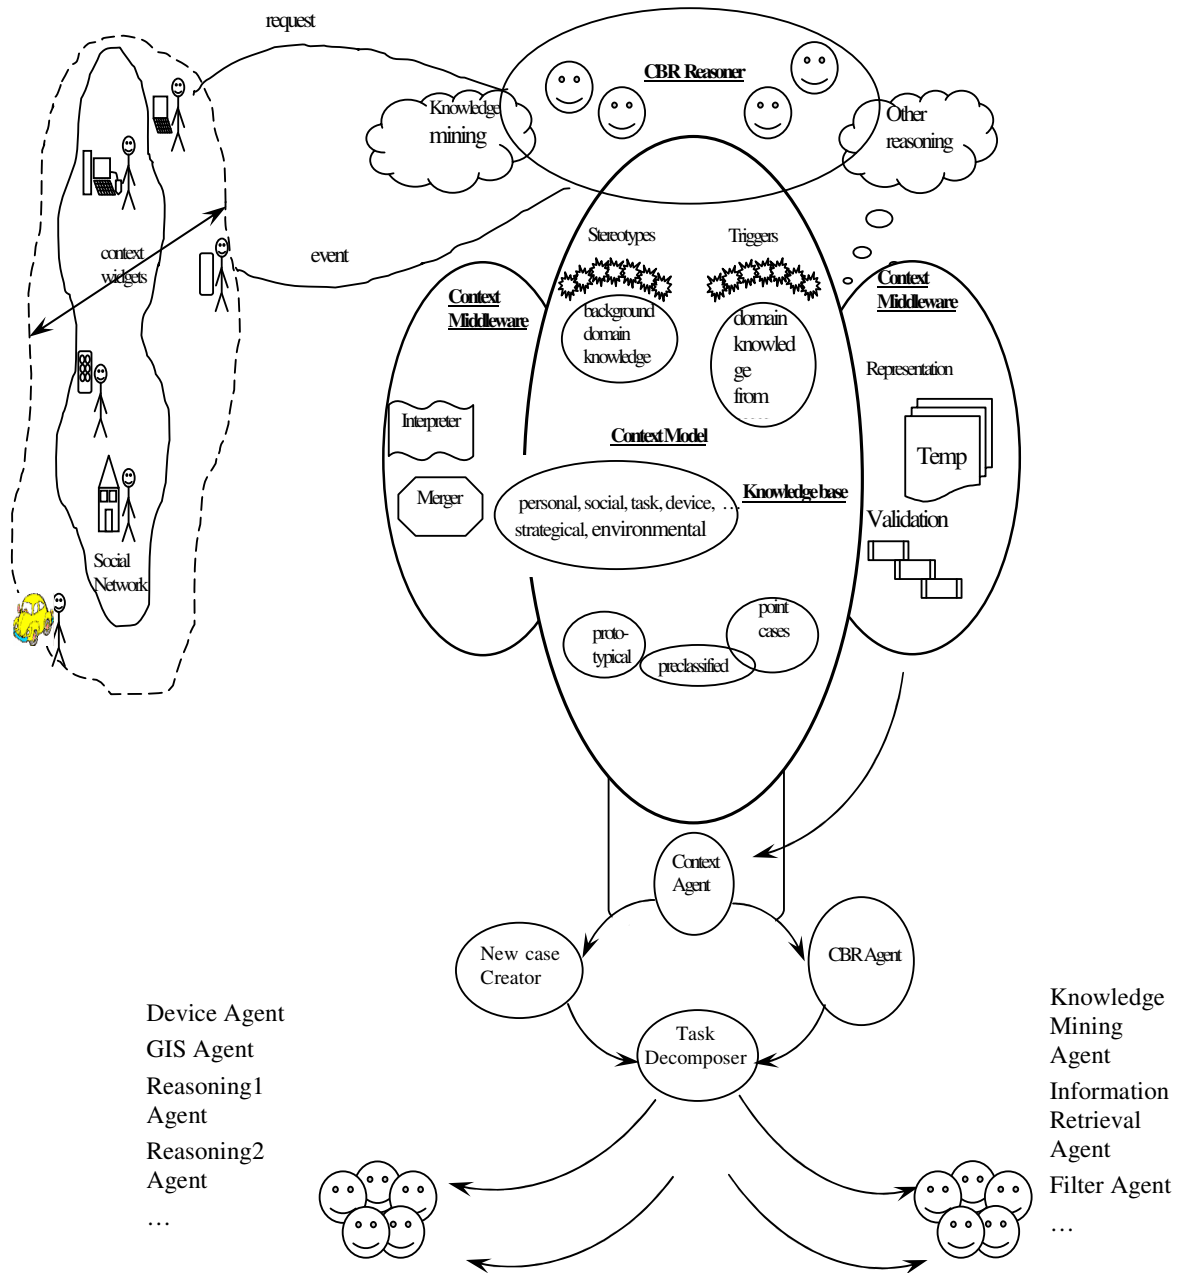 request
CBR Reasoner
Knowledge
mining
Other
reasoning
context
widgets
event
Stereotypes
Triggers
Context
Middleware
Context
Middleware
background
domain
knowledge
domain
knowled
ge
from
Representation
Interpreter
Context Model
Temp
Merger
personal, social, task, device, ...
strategical, environmental
Knowledge base
Validation
Social
Network
proto-
typical
preclassified
point
cases
Context
Agent
New case
Creator
CBR Agent
Task
Decomposer
Device Agent
GIS Agent
Reasoning1
Agent
Reasoning2
Agent
...
Knowledge
Mining
Agent
Information
Retrieval
Agent
Filter Agent
...